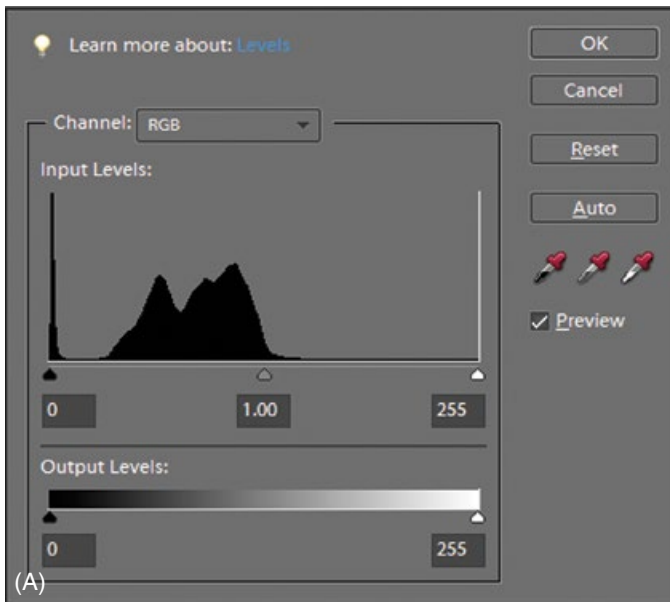 Learn more about: Levels
OK
Cancel
Channel: RGB
Reset
Input Levels:
Auto
Preview
0 1.00 255
Output Levels:
0 255
(A)